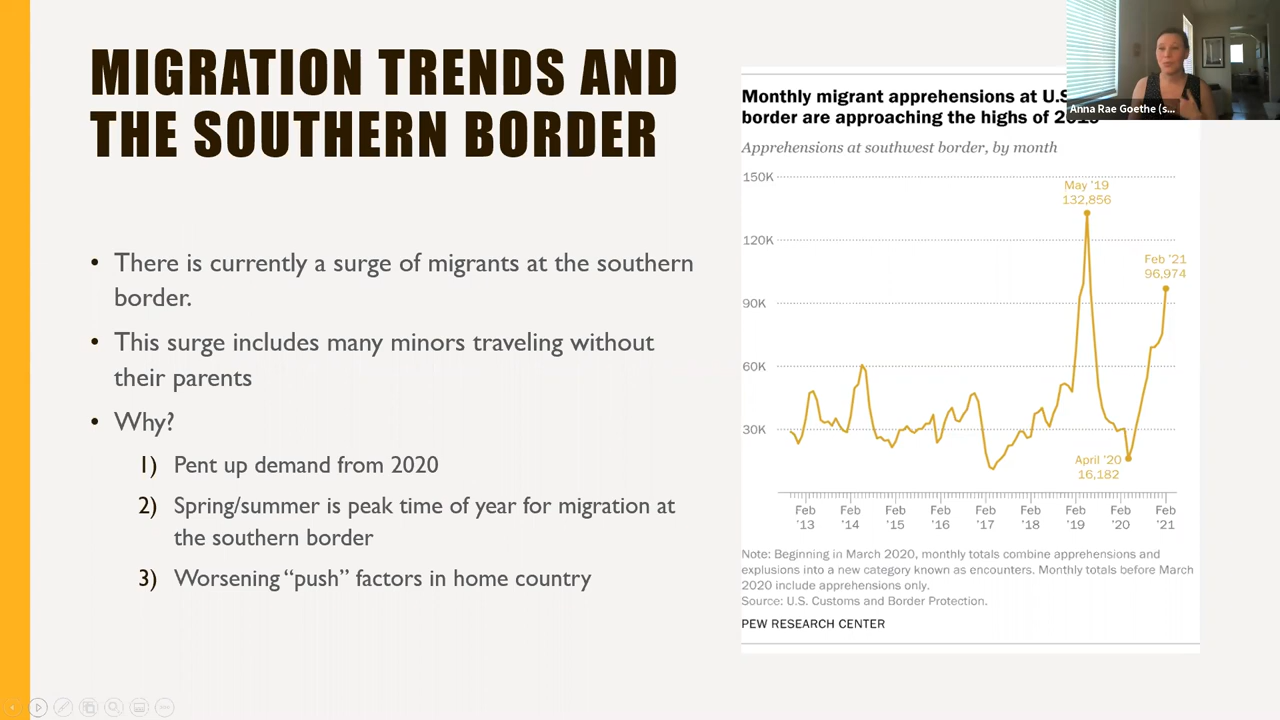 MIGRATION TRENDS AND
THE SOUTHERN BORDER
• There is currently a surge of migrants at the southern
border.
• This surge includes many minors traveling without
their parents
• Why?
1) Pent up demand from 2020
2) Spring/summer is peak time of year for migration at
the southern border
3) Worsening “push” factors in home country
Anna Rae Goethe (s...
Monthly migrant apprehensions at U.S
border are approaching the highs of
Apprehensions at southwest border, by month
150K
120K
90K
60K
30K
May '19
132,856
Feb '21
96,974
April '20
16,182
Feb Feb Feb Feb Feb Feb Feb Feb Feb
'13 '14 '15 '16 '17 '18 '19 '20 '21
Note: Beginning in March 2020, monthly totals combine apprehensions and
explusions into a new category known as encounters. Monthly totals before March
2020 include apprehensions only.
Source: U.S. Customs and Border Protection.
PEW RESEARCH CENTER